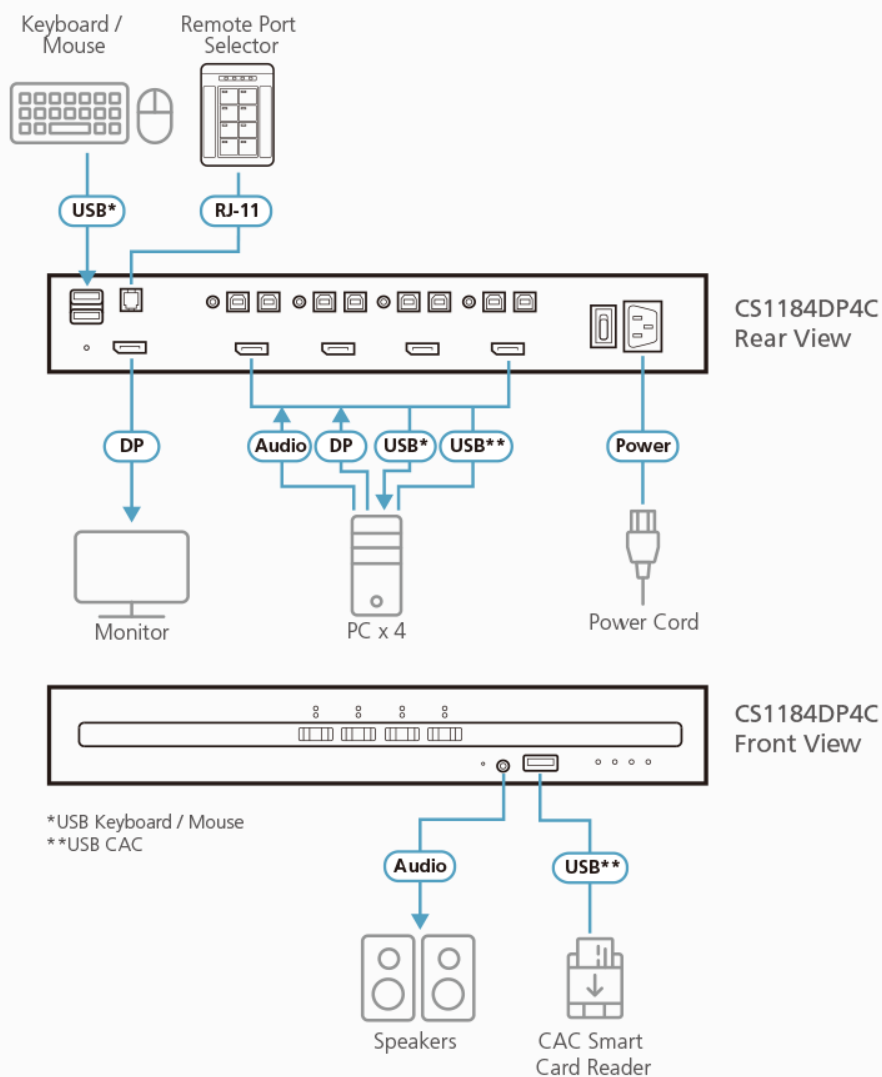 Keyboard /
Mouse
Remote Port
Selector
USB*
RJ-11
CS1184DP4C
Rear View
DP
Audio
DP
USB*
USB**
Power
Monitor
PC x 4
Power Cord
CS1184DP4C
Front View
*USB Keyboard / Mouse
**USB CAC
Audio
USB**
Speakers
CAC Smart
Card Reader